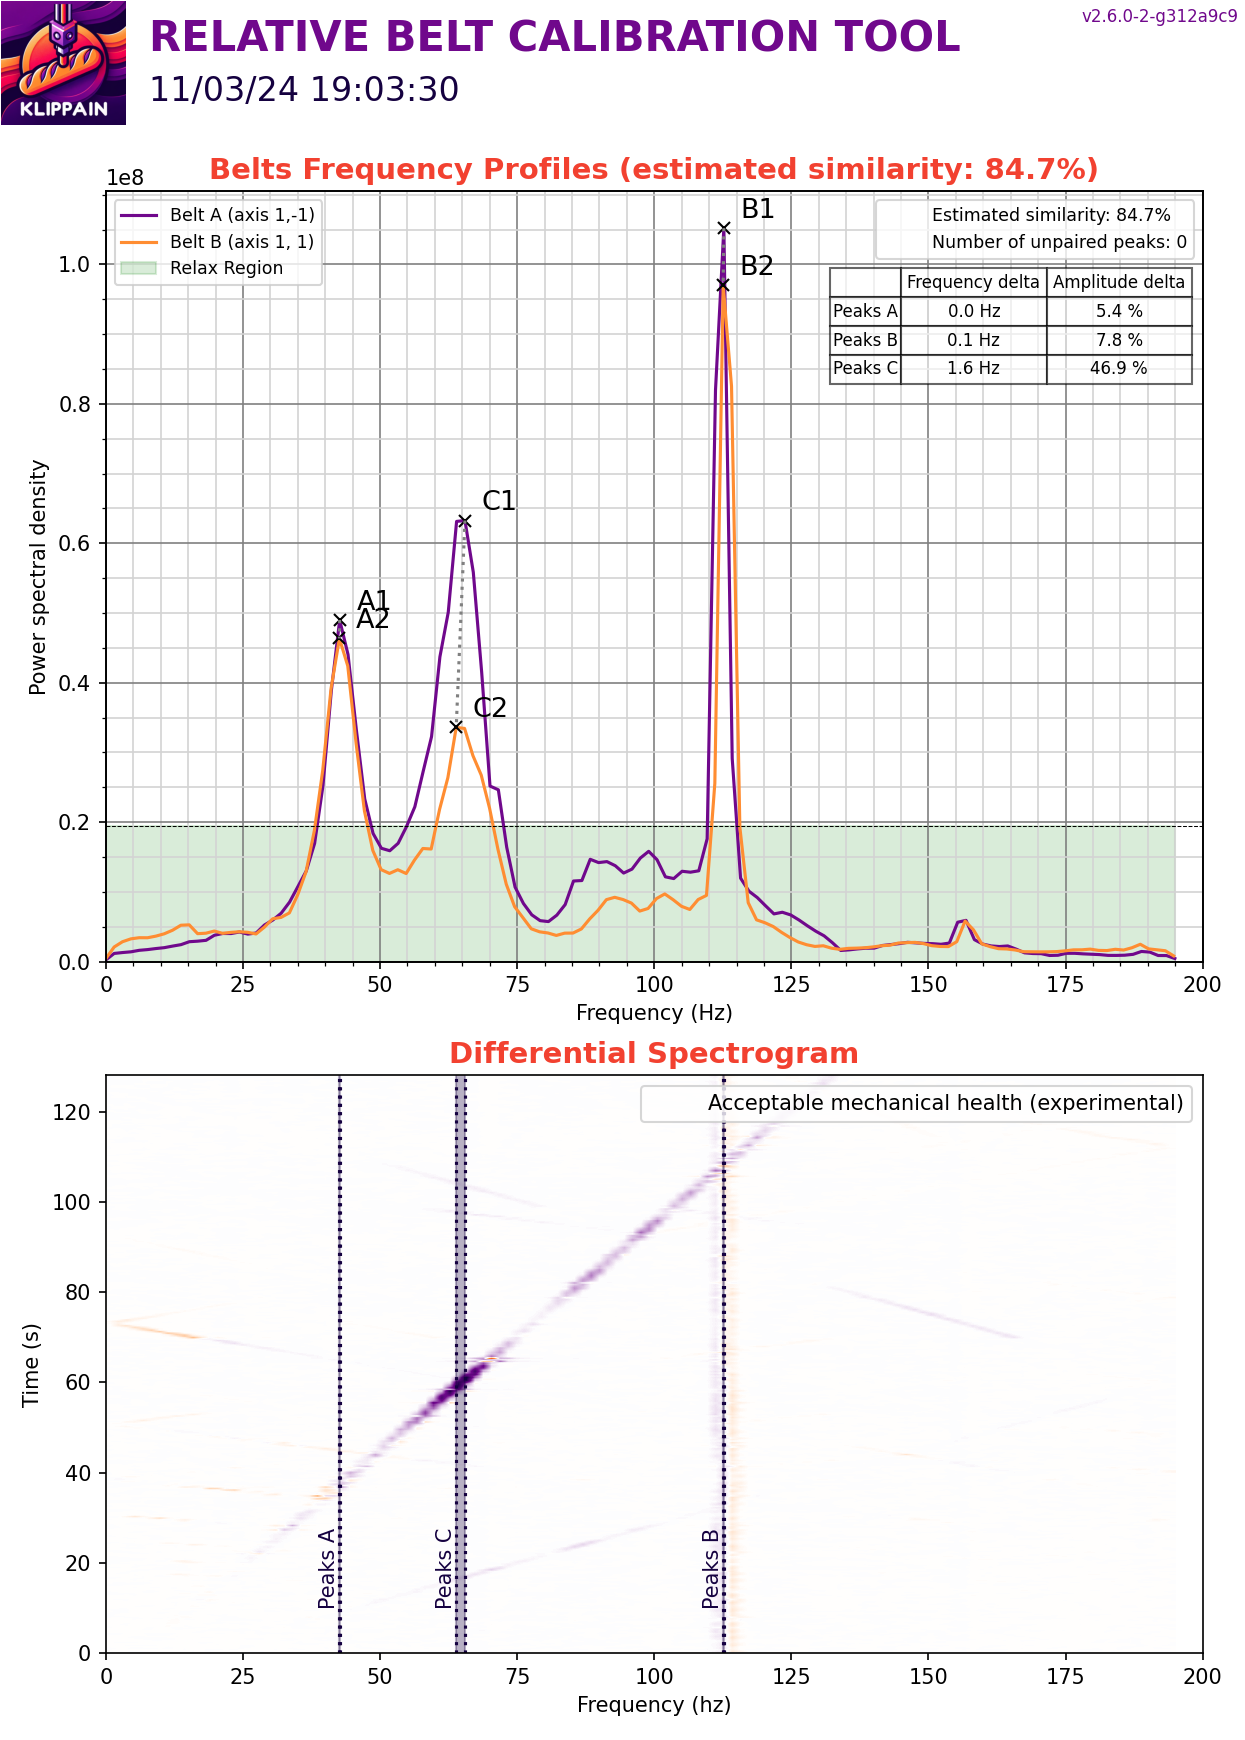 KLIPPAIN
RELATIVE BELT CALIBRATION TOOL
11/03/24 19:03:30
v2.6.0-2-g312a9c9
Belts Frequency Profiles (estimated similarity: 84.7%)
1e8
Belt A (axis 1,-1)
Belt B (axis 1, 1)
Relax Region
Estimated similarity: 84.7%
Number of unpaired peaks: 0
Frequency delta Amplitude delta
Peaks A 0.0 Hz 5.4 %
Peaks B 0.1 Hz 7.8 %
Peaks C 1.6 Hz 46.9 %
B1
B2
C1
A1
A2
C2
Power spectral density
1.0
0.8
0.6
0.4
0.2
0.0
0 25 50 75 100 125 150 175 200
Frequency (Hz)
Differential Spectrogram
Acceptable mechanical health (experimental)
Time (s)
120
100
80
60
40
20
0
Peaks A
Peaks C
Peaks B
0 25 50 75 100 125 150 175 200
Frequency (hz)